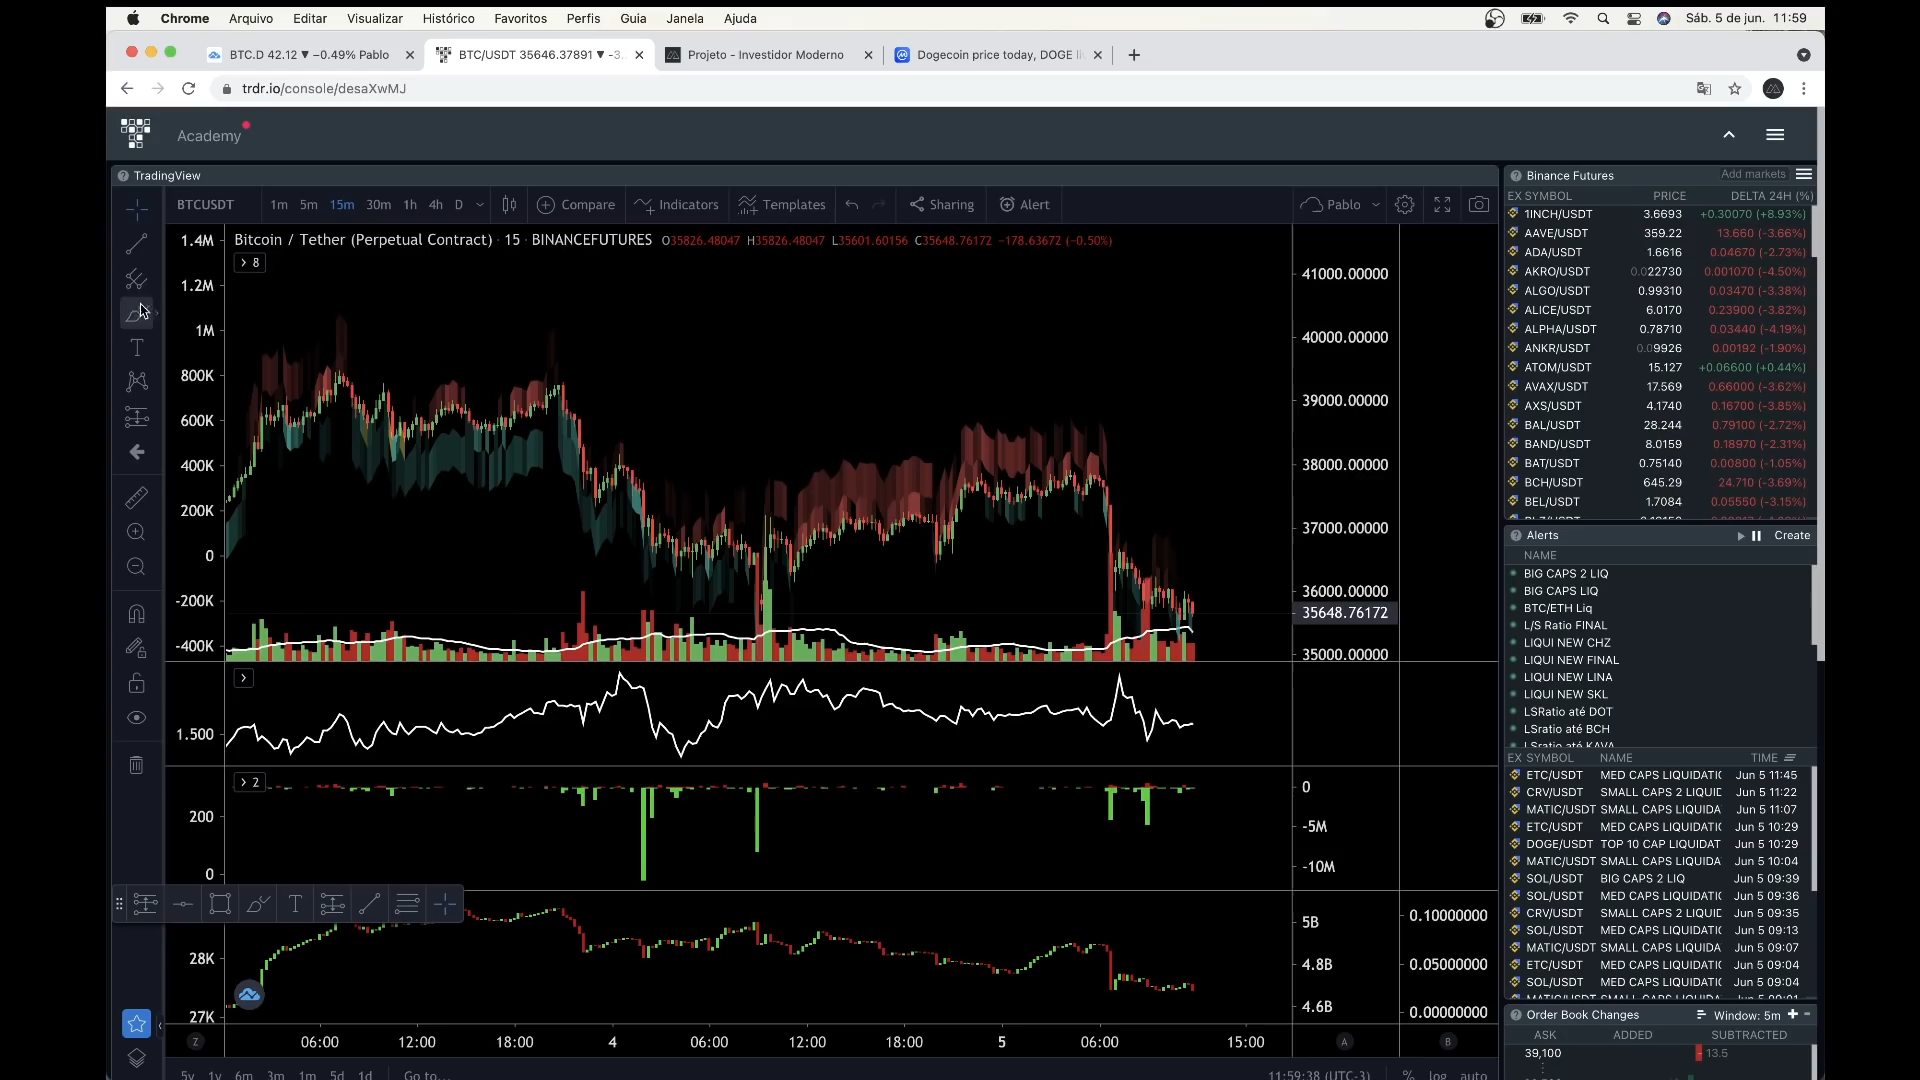 Chrome Arquivo Editar Visualizar Histórico Favoritos Perfis Guia Janela Ajuda Sáb. 5 de jun. 11:59
BTC.D 42.12 ▼ −0.49% Pablo
BTC/USDT 35646.37891 ▼ -3.
Projeto - Investidor Moderno
Dogecoin price today, DOGE li
trdr.io/console/desaXwMJ
Academy
TradingView
BTCUSDT 1m 5m 15m 30m 1h 4h D Compare Indicators Templates Sharing Alert Pablo
Bitcoin / Tether (Perpetual Contract) · 15 · BINANCEFUTURES O35826.48047 H35826.48047 L35601.60156 C35648.76172 −178.63672 (−0.50%)
8
1.4M
1.2M
1M
800K
600K
400K
200K
0
-200K
-400K
41000.00000
40000.00000
39000.00000
38000.00000
37000.00000
36000.00000
35648.76172
35000.00000
1.500
2
200
0
0
-5M
-10M
28K
27K
5B
4.8B
4.6B
0.10000000
0.05000000
0.00000000
Z 06:00 12:00 18:00 4 06:00 12:00 18:00 5 06:00 15:00 A B
5y 1y 6m 3m 1m 5d 1d Go to... 11:59:38 (UTC-3) % log auto
Binance Futures Add markets
EX SYMBOL PRICE DELTA 24H (%)
1INCH/USDT 3.6693 +0.30070 (+8.93%)
AAVE/USDT 359.22 13.660 (-3.66%)
ADA/USDT 1.6616 0.04670 (-2.73%)
AKRO/USDT 0.022730 0.001070 (-4.50%)
ALGO/USDT 0.99310 0.03470 (-3.38%)
ALICE/USDT 6.0170 0.23900 (-3.82%)
ALPHA/USDT 0.78710 0.03440 (-4.19%)
ANKR/USDT 0.09926 0.00192 (-1.90%)
ATOM/USDT 15.127 +0.06600 (+0.44%)
AVAX/USDT 17.569 0.66000 (-3.62%)
AXS/USDT 4.1740 0.16700 (-3.85%)
BAL/USDT 28.244 0.79100 (-2.72%)
BAND/USDT 8.0159 0.18970 (-2.31%)
BAT/USDT 0.75140 0.00800 (-1.05%)
BCH/USDT 645.29 24.710 (-3.69%)
BEL/USDT 1.7084 0.05550 (-3.15%)
Alerts Create
NAME
BIG CAPS 2 LIQ
BIG CAPS LIQ
BTC/ETH Liq
L/S Ratio FINAL
LIQUI NEW CHZ
LIQUI NEW FINAL
LIQUI NEW LINA
LIQUI NEW SKL
LSRatio até DOT
LSratio até BCH
LSratio até KAVA
EX SYMBOL NAME TIME
ETC/USDT MED CAPS LIQUIDATIC Jun 5 11:45
CRV/USDT SMALL CAPS 2 LIQUIE Jun 5 11:22
MATIC/USDT SMALL CAPS LIQUIDA Jun 5 11:07
ETC/USDT MED CAPS LIQUIDATIC Jun 5 10:29
DOGE/USDT TOP 10 CAP LIQUIDAT Jun 5 10:29
MATIC/USDT SMALL CAPS LIQUIDA Jun 5 10:04
SOL/USDT BIG CAPS 2 LIQ Jun 5 09:39
SOL/USDT MED CAPS LIQUIDATIC Jun 5 09:36
CRV/USDT SMALL CAPS 2 LIQUIE Jun 5 09:35
SOL/USDT MED CAPS LIQUIDATIC Jun 5 09:13
MATIC/USDT SMALL CAPS LIQUIDA Jun 5 09:07
ETC/USDT MED CAPS LIQUIDATIC Jun 5 09:04
SOL/USDT MED CAPS LIQUIDATIC Jun 5 09:04
Order Book Changes Window: 5m
ASK ADDED SUBTRACTED
39,100 13.5